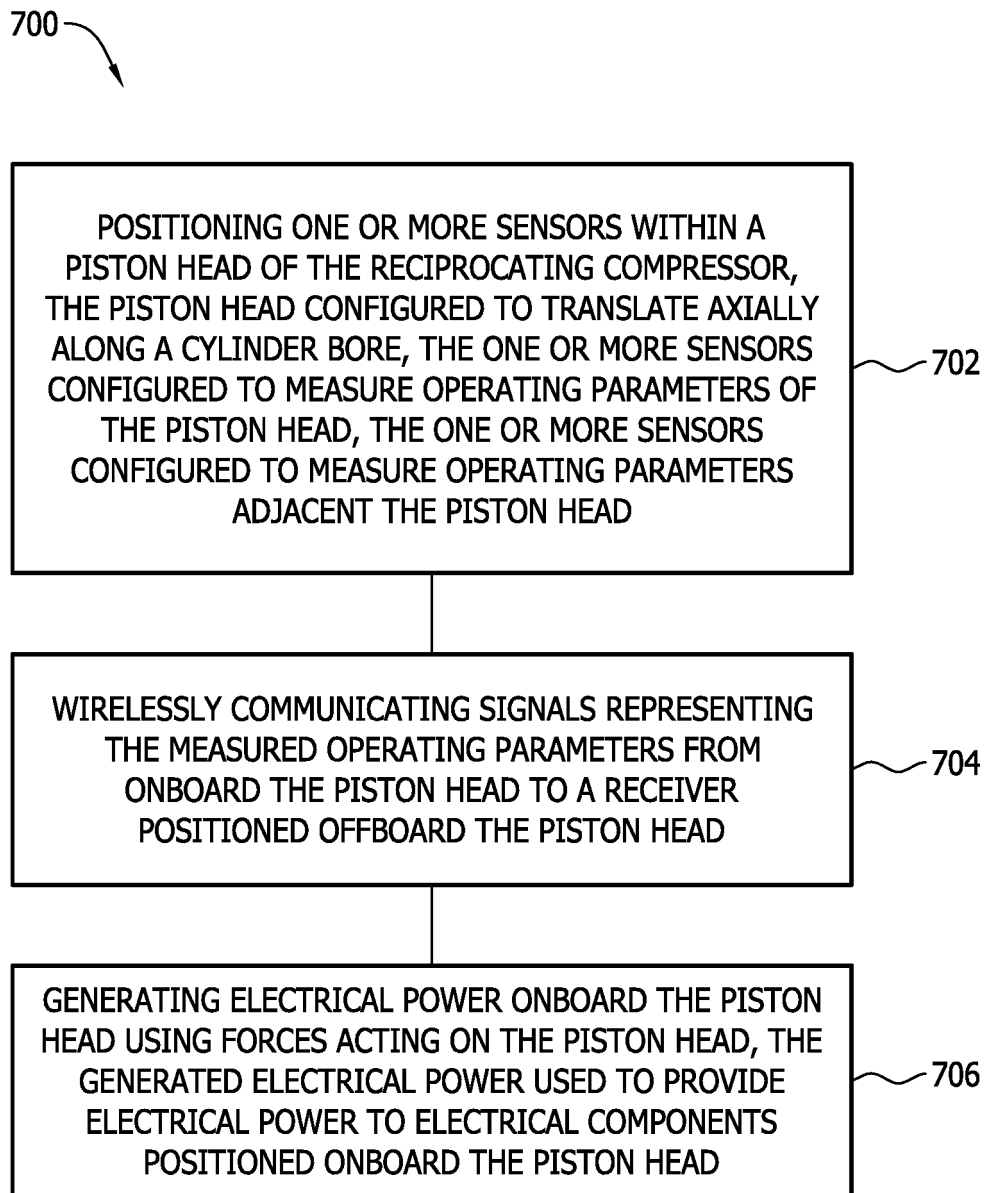 700
POSITIONING ONE OR MORE SENSORS WITHIN A
PISTON HEAD OF THE RECIPROCATING COMPRESSOR,
THE PISTON HEAD CONFIGURED TO TRANSLATE AXIALLY
ALONG A CYLINDER BORE, THE ONE OR MORE SENSORS
CONFIGURED TO MEASURE OPERATING PARAMETERS OF
THE PISTON HEAD, THE ONE OR MORE SENSORS
CONFIGURED TO MEASURE OPERATING PARAMETERS
ADJACENT THE PISTON HEAD
702
WIRELESSLY COMMUNICATING SIGNALS REPRESENTING
THE MEASURED OPERATING PARAMETERS FROM
ONBOARD THE PISTON HEAD TO A RECEIVER
POSITIONED OFFBOARD THE PISTON HEAD
704
GENERATING ELECTRICAL POWER ONBOARD THE PISTON
HEAD USING FORCES ACTING ON THE PISTON HEAD, THE
GENERATED ELECTRICAL POWER USED TO PROVIDE
ELECTRICAL POWER TO ELECTRICAL COMPONENTS
POSITIONED ONBOARD THE PISTON HEAD
706